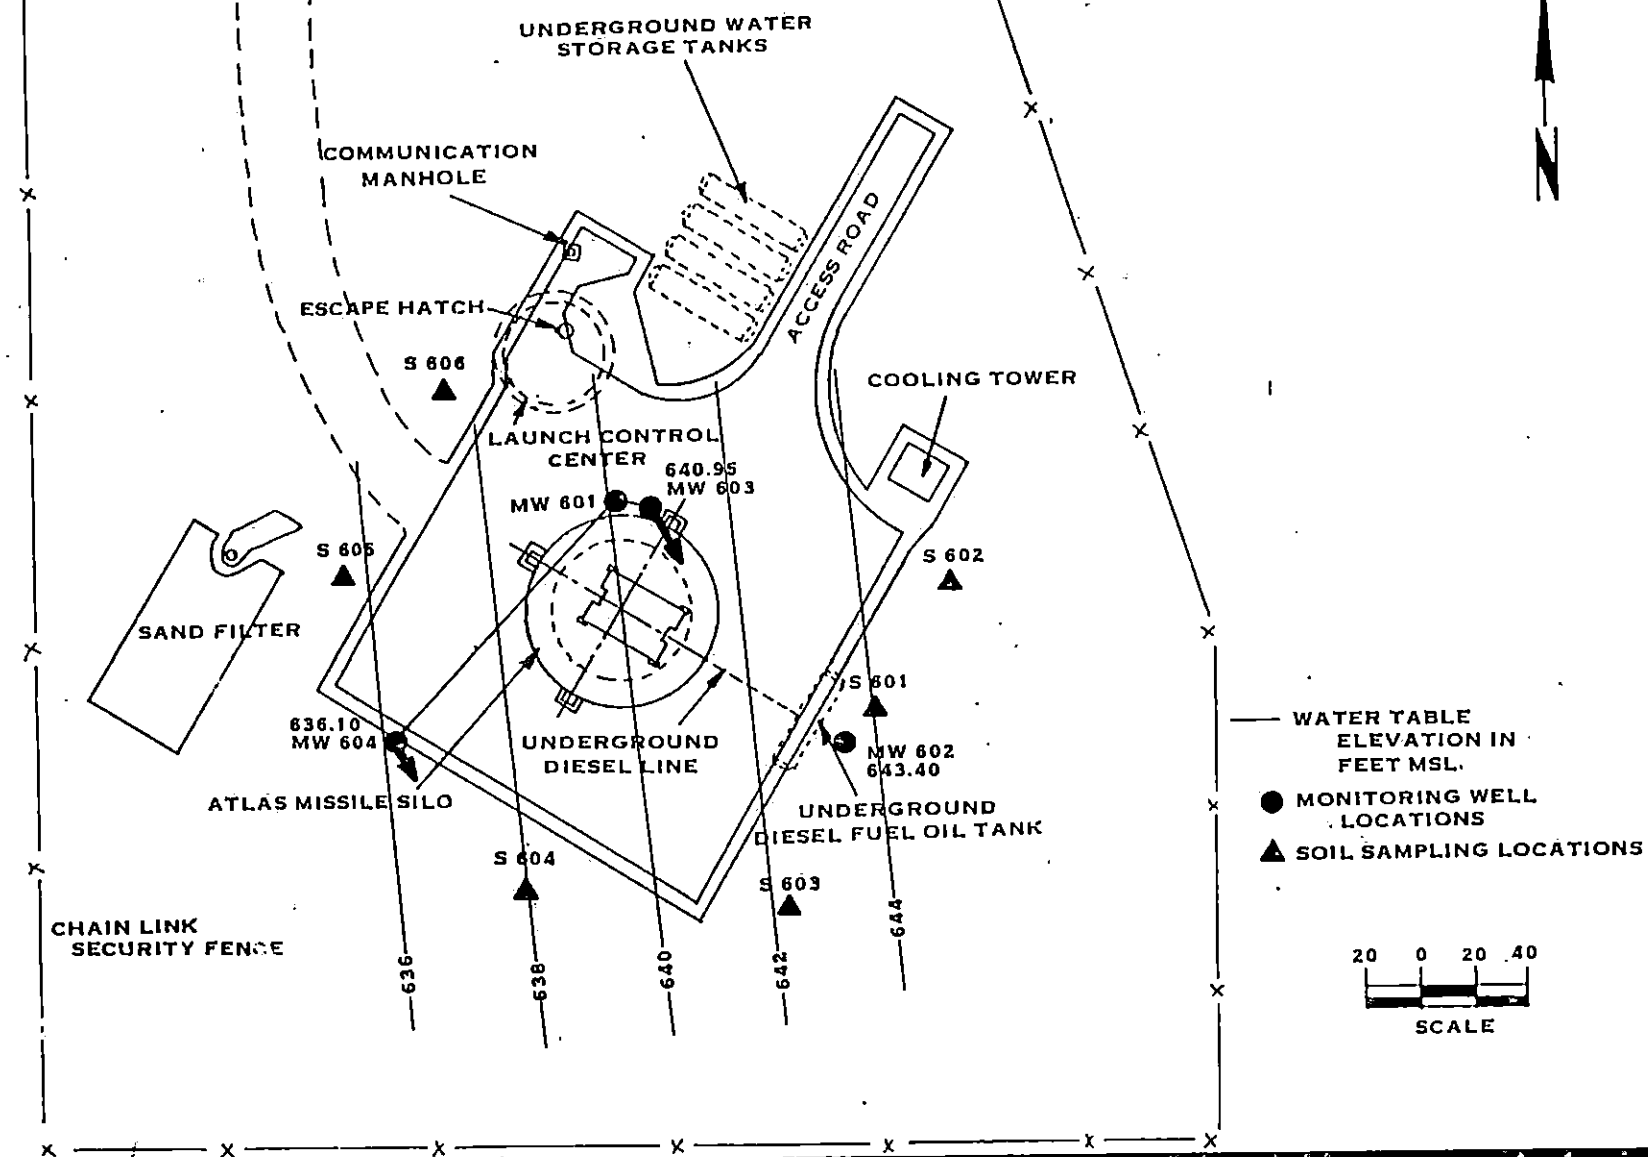 UNDERGROUND WATER
STORAGE TANKS
N
COMMUNICATION
MANHOLE
ACCESS ROAD
ESCAPE HATCH
S 606
COOLING TOWER
LAUNCH CONTROL
CENTER
640.95
MW 603
MW 601
S 605
S 602
SAND FILTER
S 601
636.10
MW 604
UNDERGROUND
DIESEL LINE
MW 602
643.40
ATLAS MISSILE SILO
UNDERGROUND
DIESEL FUEL OIL TANK
S 604
S 603
WATER TABLE
ELEVATION IN
FEET MSL.
MONITORING WELL
LOCATIONS
SOIL SAMPLING LOCATIONS
CHAIN LINK
SECURITY FENCE
636
638
640
642
644
20 0 20 40
SCALE